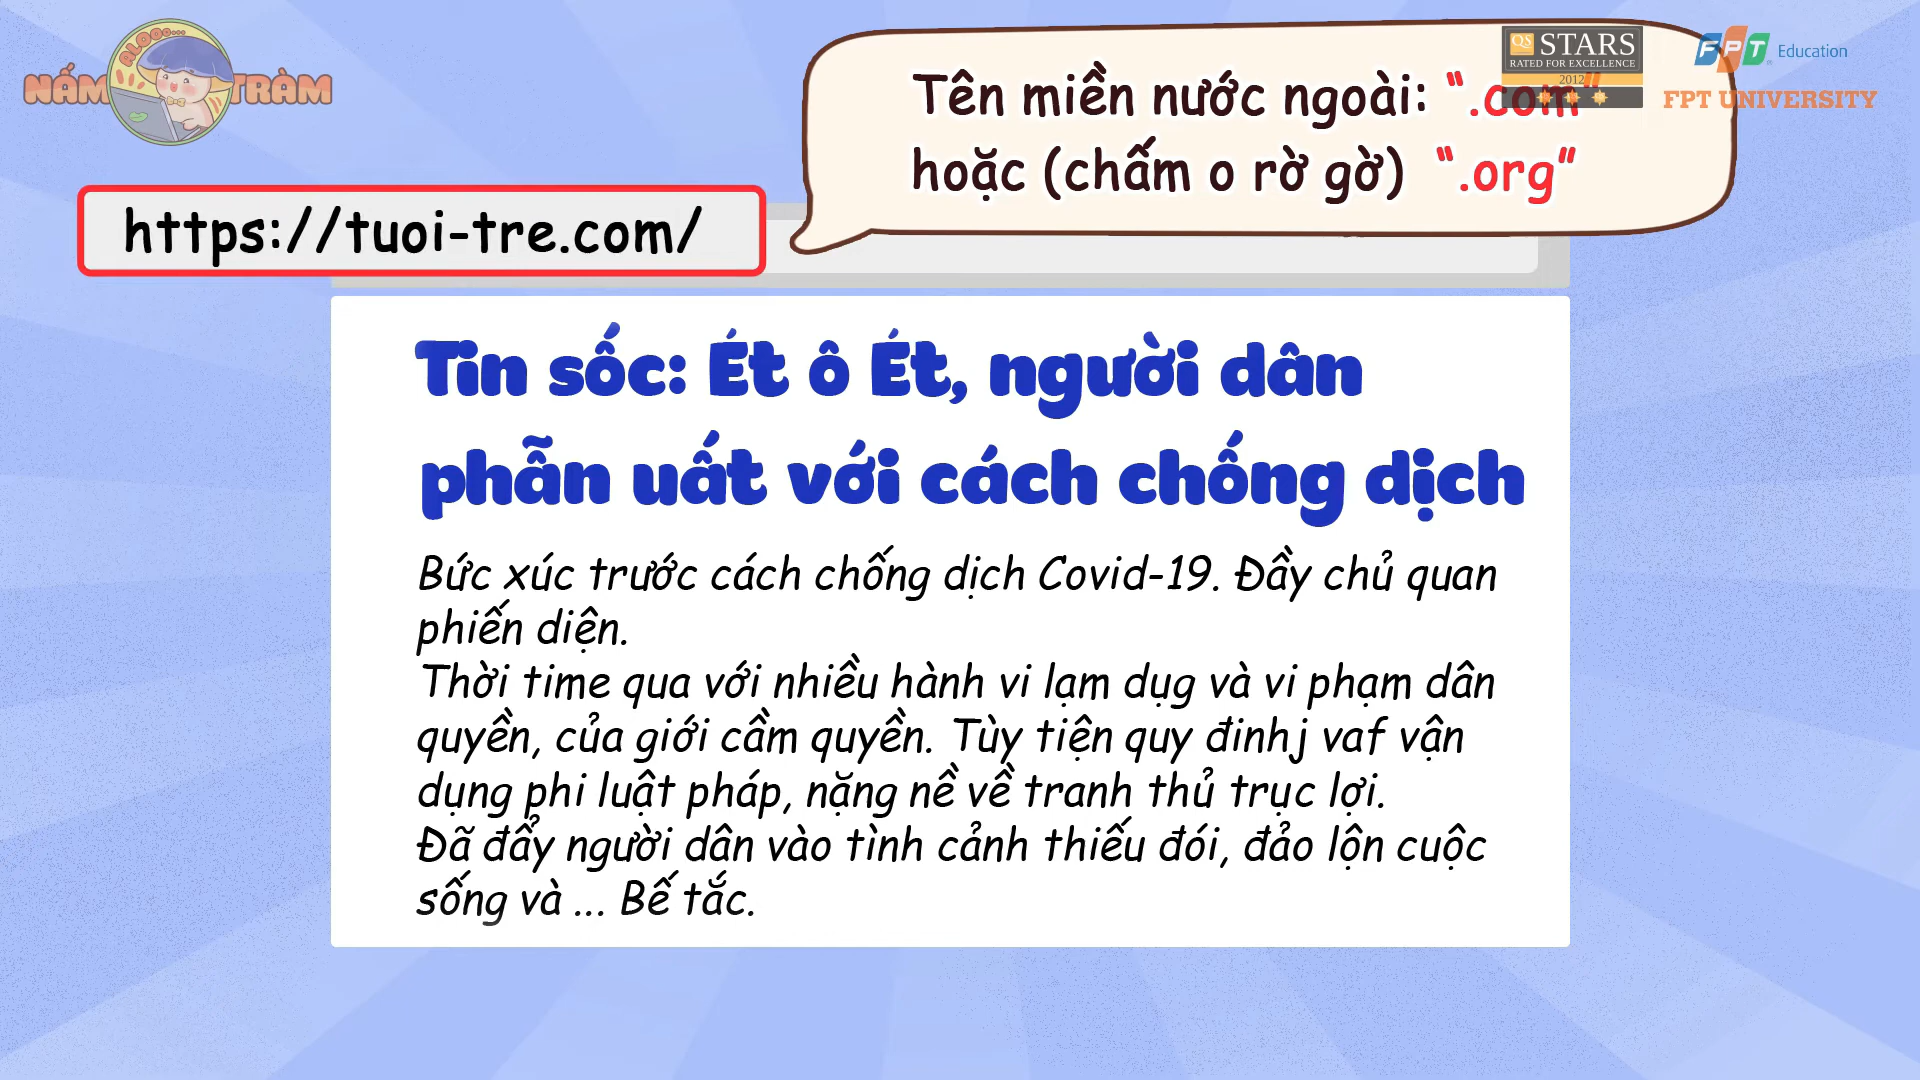 NẤM TRÀM
ALOOO...
Tên miền nước ngoài: ".com"
hoặc (chấm o rờ gờ) ".org"
QS STARS
RATED FOR EXCELLENCE
2012
FPT Education
FPT UNIVERSITY
https://tuoi-tre.com/
Tin sốc: Ét ô Ét, người dân
phẫn uất với cách chống dịch
Bức xúc trước cách chống dịch Covid-19. Đầy chủ quan
phiến diện.
Thời time qua với nhiều hành vi lạm dụg và vi phạm dân
quyền, của giới cầm quyền. Tùy tiện quy đinhj vaf vận
dụng phi luật pháp, nặng nề về tranh thủ trục lợi.
Đã đẩy người dân vào tình cảnh thiếu đói, đảo lộn cuộc
sống và ... Bế tắc.